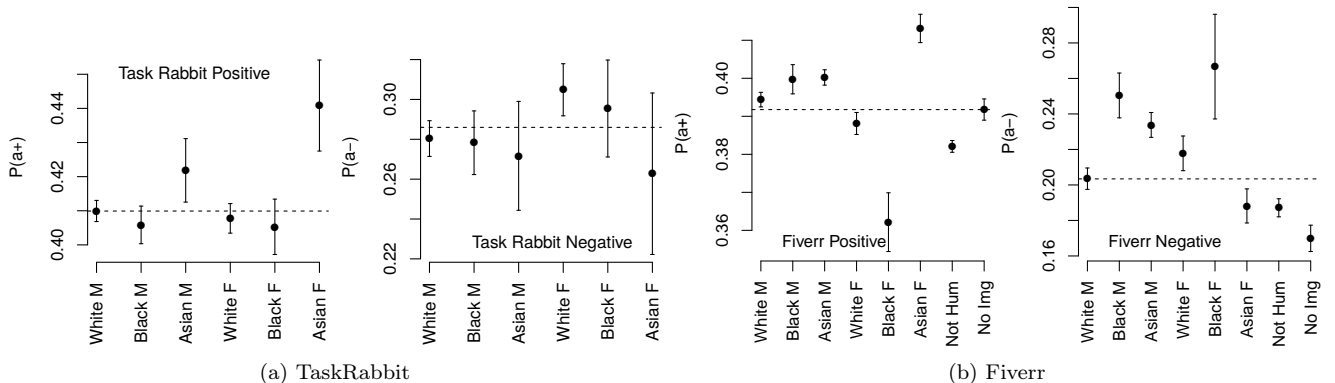 Task Rabbit Positive
P(a+)
0.40
0.42
0.44
White M
Black M
Asian M
White F
Black F
Asian F
Task Rabbit Negative
P(a−)
0.22
0.26
0.30
White M
Black M
Asian M
White F
Black F
Asian F
(a) TaskRabbit
Fiverr Positive
P(a+)
0.36
0.38
0.40
White M
Black M
Asian M
White F
Black F
Asian F
Not Hum
No Img
Fiverr Negative
P(a−)
0.16
0.20
0.24
0.28
White M
Black M
Asian M
White F
Black F
Asian F
Not Hum
No Img
(b) Fiverr